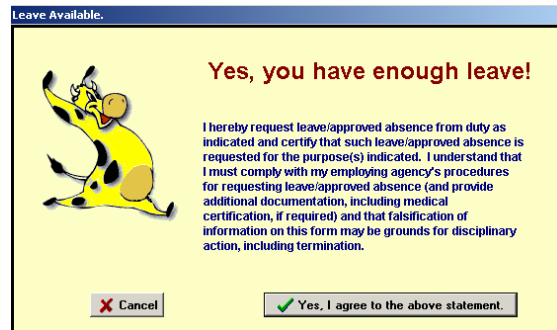 Leave Available.
Yes, you have enough leave!
I hereby request leave/approved absence from duty as
indicated and certify that such leave/approved absence is
requested for the purpose(s) indicated. I understand that
I must comply with my employing agency's procedures
for requesting leave/approved absence (and provide
additional documentation, including medical
certification, if required) and that falsification of
information on this form may be grounds for disciplinary
action, including termination.
Cancel
Yes, I agree to the above statement.